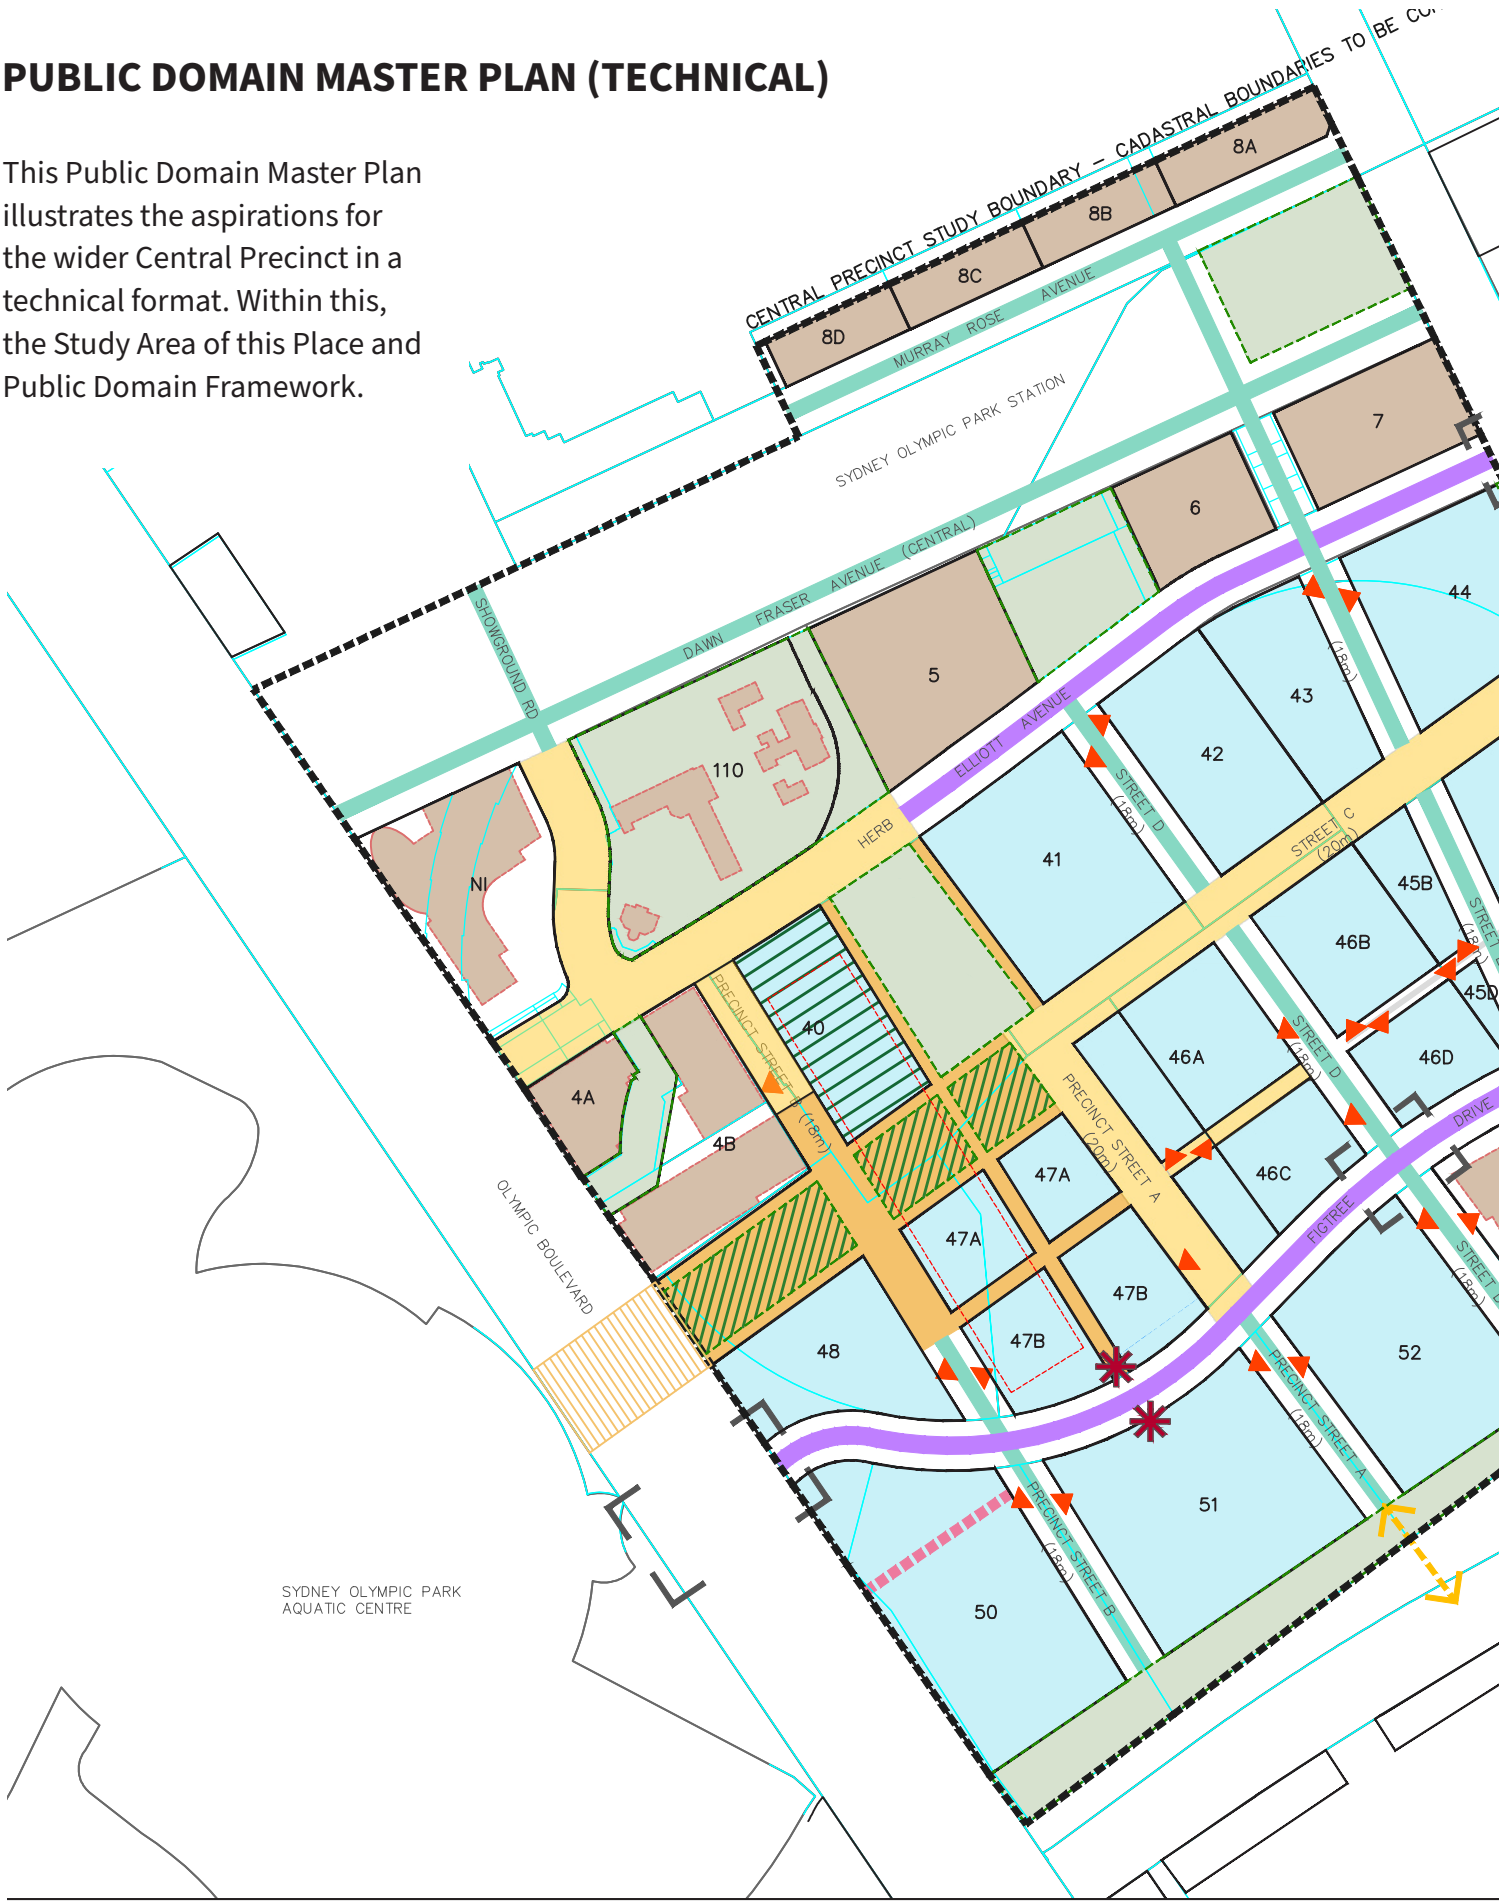 PUBLIC DOMAIN MASTER PLAN (TECHNICAL)
This Public Domain Master Plan
illustrates the aspirations for
the wider Central Precinct in a
technical format. Within this,
the Study Area of this Place and
Public Domain Framework.
CENTRAL PRECINCT STUDY BOUNDARY – CADASTRAL BOUNDARIES TO BE
8A
8B
8C
8D
MURRAY ROSE AVENUE
SYDNEY OLYMPIC PARK STATION
7
6
DAWN FRASER AVENUE (CENTRAL)
SHOWGROUND RD
44
(18m)
5
43
ELLIOTT AVENUE
42
110
STREET D
(18m)
HERB
STREET C
(20m)
41
NI
45B
STREET
(18m)
46B
45D
PRECINCT STREET B (18m)
40
STREET D
(18m)
46A
46D
4A
PRECINCT STREET A
(20m)
DRIVE
4B
47A
46C
OLYMPIC BOULEVARD
FIGTREE
47A
STREET D
(18m)
47B
47B
48
52
PRECINCT STREET A
(18m)
51
PRECINCT STREET B
(18m)
SYDNEY OLYMPIC PARK
AQUATIC CENTRE
50